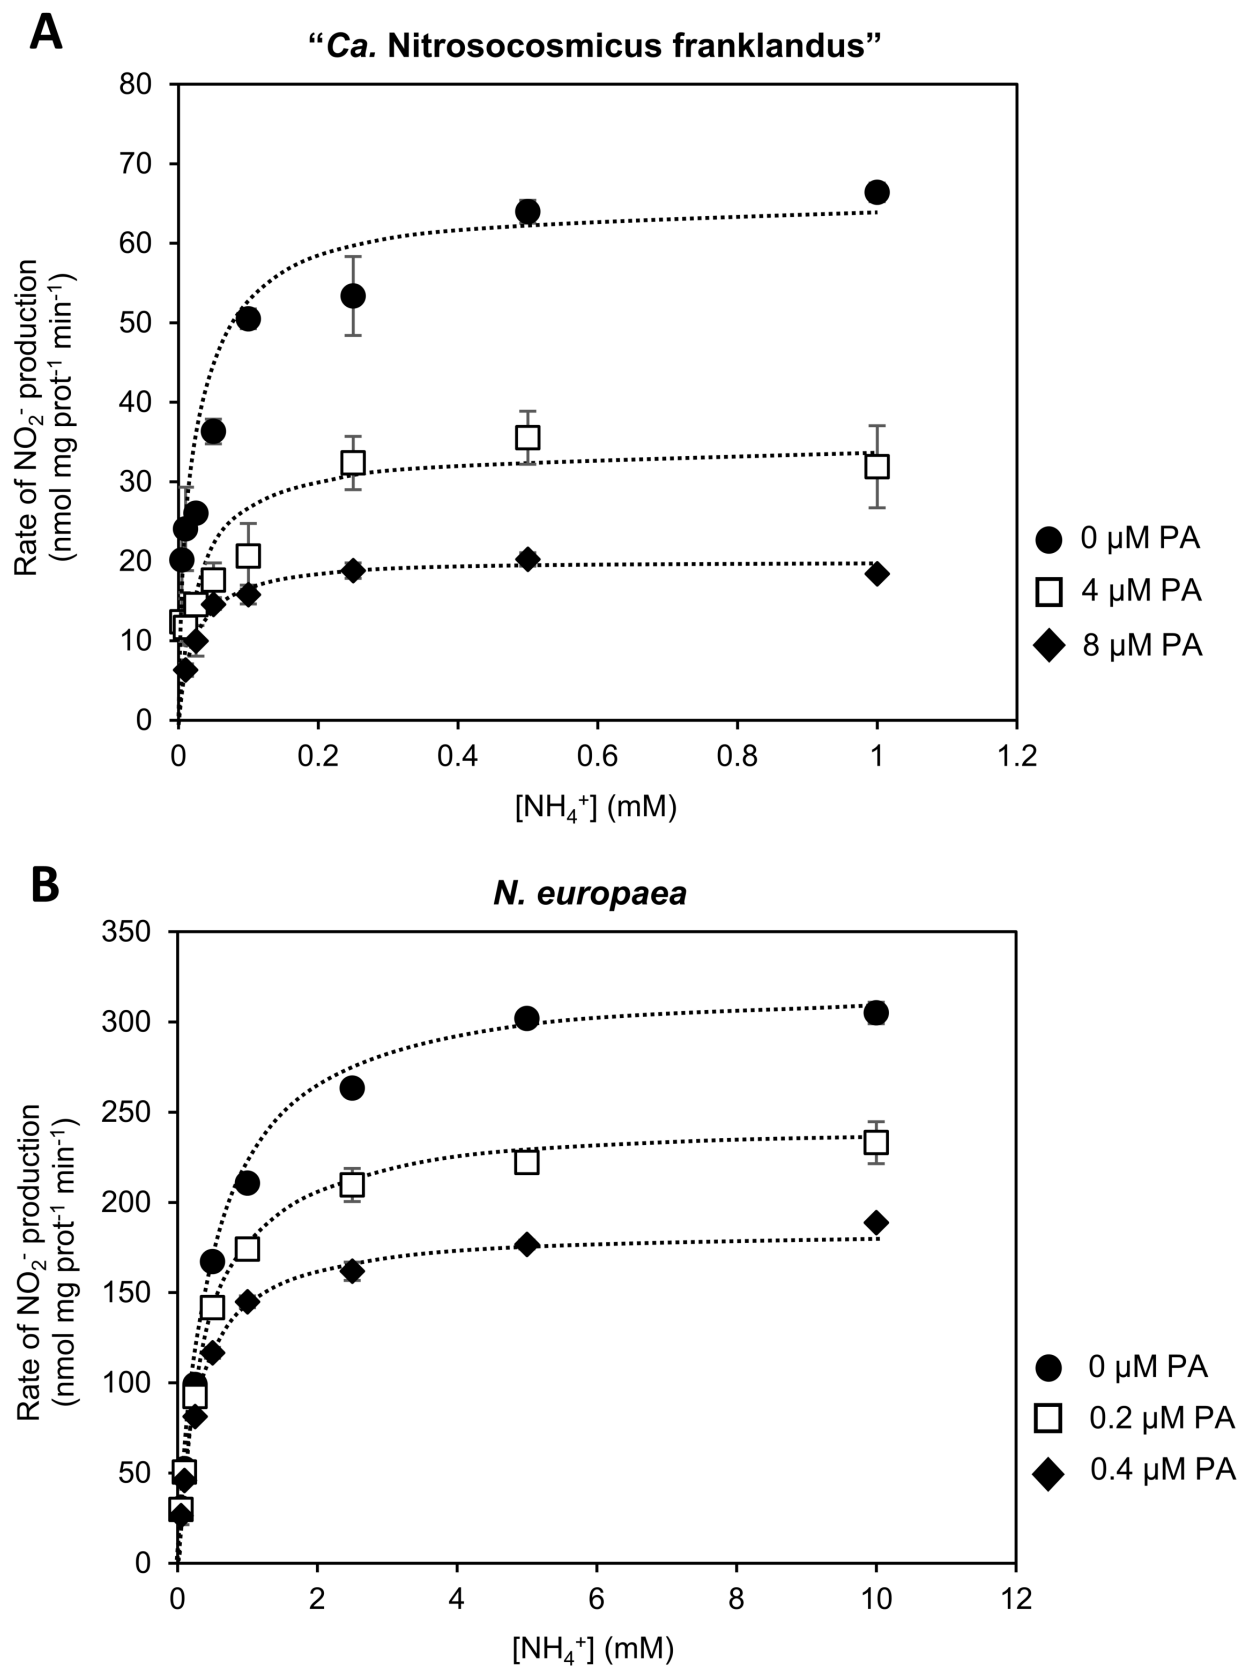 A
“Ca. Nitrosocosmicus franklandus”
80
70
60
50
40
30
20
10
0
Rate of NO₂⁻ production
(nmol mg prot⁻¹ min⁻¹)
0 0.2 0.4 0.6 0.8 1 1.2
[NH₄⁺] (mM)
0 µM PA
4 µM PA
8 µM PA
B
N. europaea
350
300
250
200
150
100
50
0
Rate of NO₂⁻ production
(nmol mg prot⁻¹ min⁻¹)
0 2 4 6 8 10 12
[NH₄⁺] (mM)
0 µM PA
0.2 µM PA
0.4 µM PA